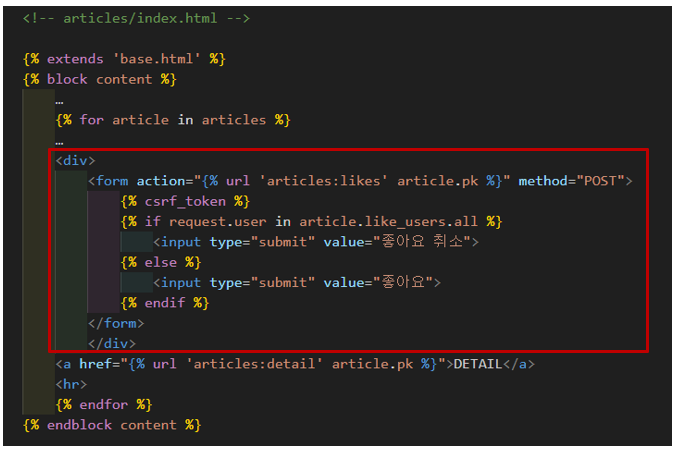 <!-- articles/index.html -->
{% extends 'base.html' %}
{% block content %}
…
{% for article in articles %}
…
<div>
<form action="{% url 'articles:likes' article.pk %}" method="POST">
{% csrf_token %}
{% if request.user in article.like_users.all %}
<input type="submit" value="좋아요 취소">
{% else %}
<input type="submit" value="좋아요">
{% endif %}
</form>
</div>
<a href="{% url 'articles:detail' article.pk %}">DETAIL</a>
<hr>
{% endfor %}
{% endblock content %}